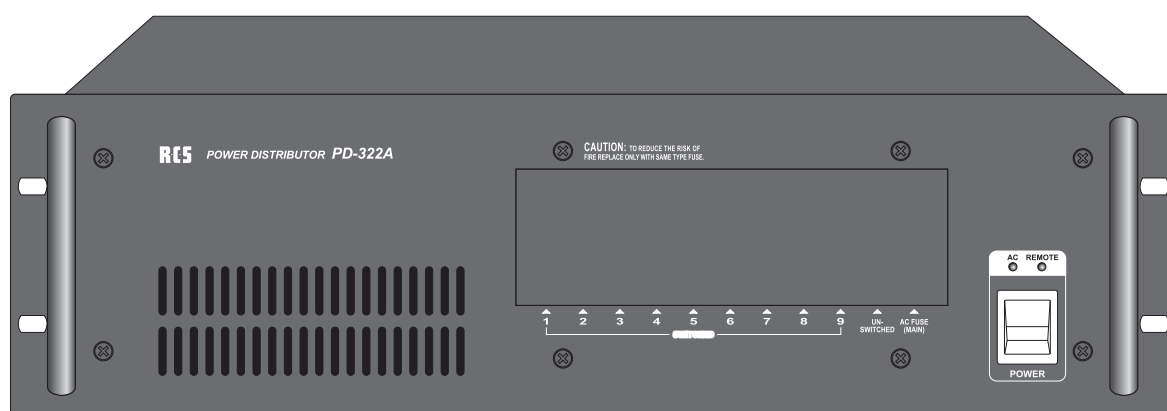 RCS POWER DISTRIBUTOR PD-322A
CAUTION: TO REDUCE THE RISK OF
FIRE REPLACE ONLY WITH SAME TYPE FUSE.
AC REMOTE
1 2 3 4 5 6 7 8 9 UN-SWITCHED AC FUSE (MAIN)
POWER